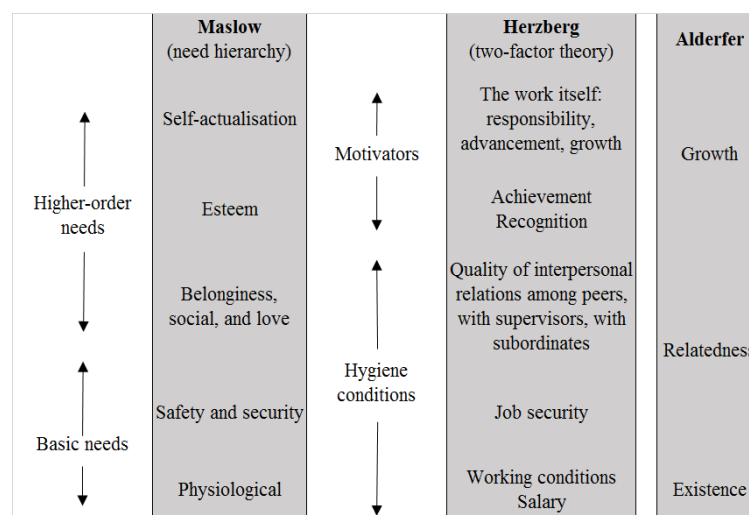 Maslow
(need hierarchy)
Herzberg
(two-factor theory)
Alderfer
Higher-order
needs
Basic needs
Self-actualisation
Esteem
Belonginess,
social, and love
Safety and security
Physiological
Motivators
Hygiene
conditions
The work itself:
responsibility,
advancement, growth
Achievement
Recognition
Quality of interpersonal
relations among peers,
with supervisors, with
subordinates
Job security
Working conditions
Salary
Growth
Relatedness
Existence